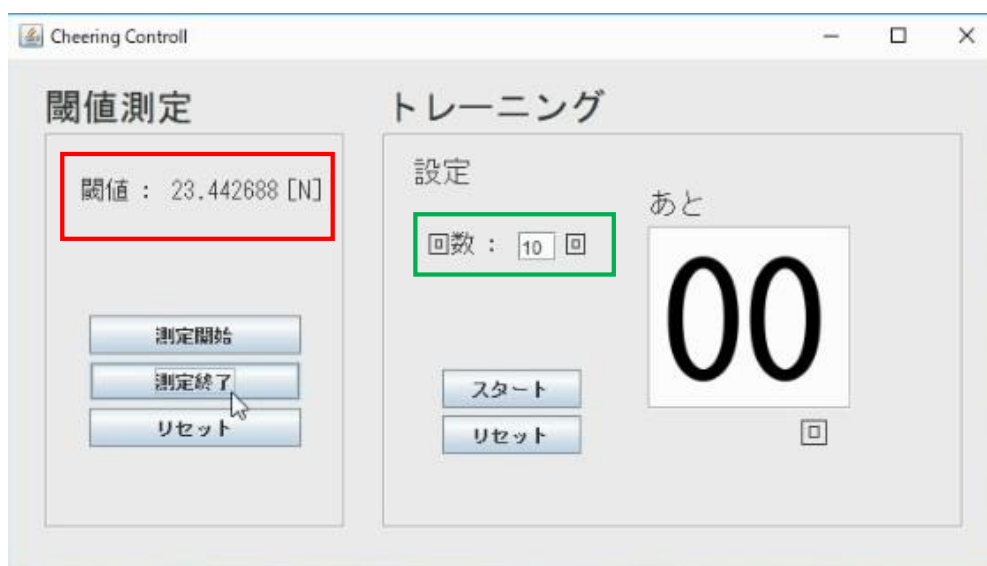 Cheering Controll
閾値測定
閾値 : 23.442688 [N]
測定開始
測定終了
リセット
トレーニング
設定
回数 : 10 回
スタート
リセット
あと
00
回